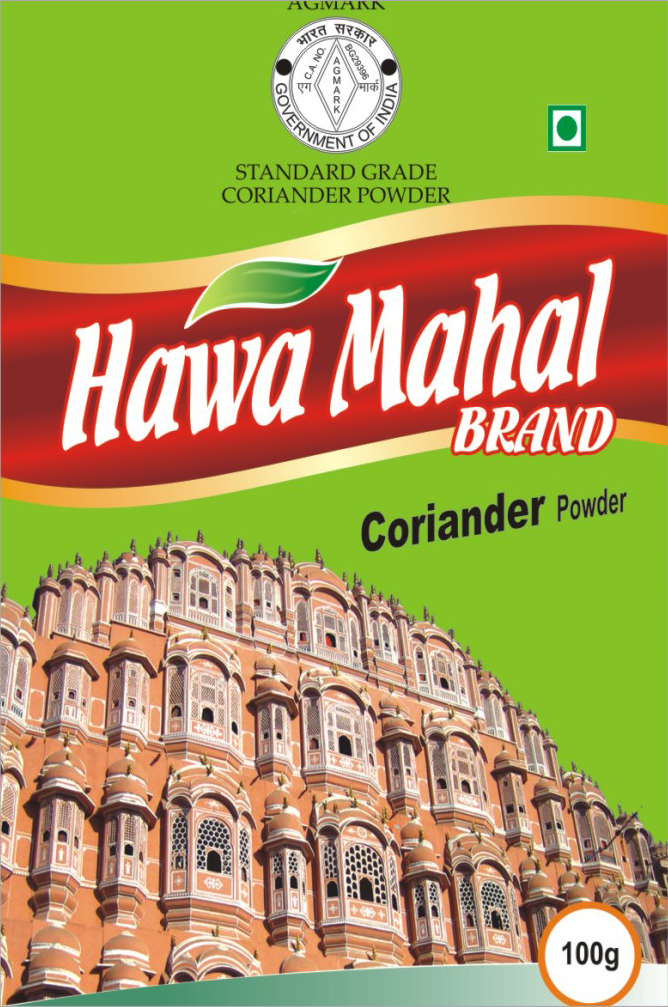 AGMARK
भारत सरकार
C.A. NO. BG29396
एग AGMARK मार्क
GOVERNMENT OF INDIA
STANDARD GRADE
CORIANDER POWDER
Hawa Mahal
BRAND
Coriander Powder
100g